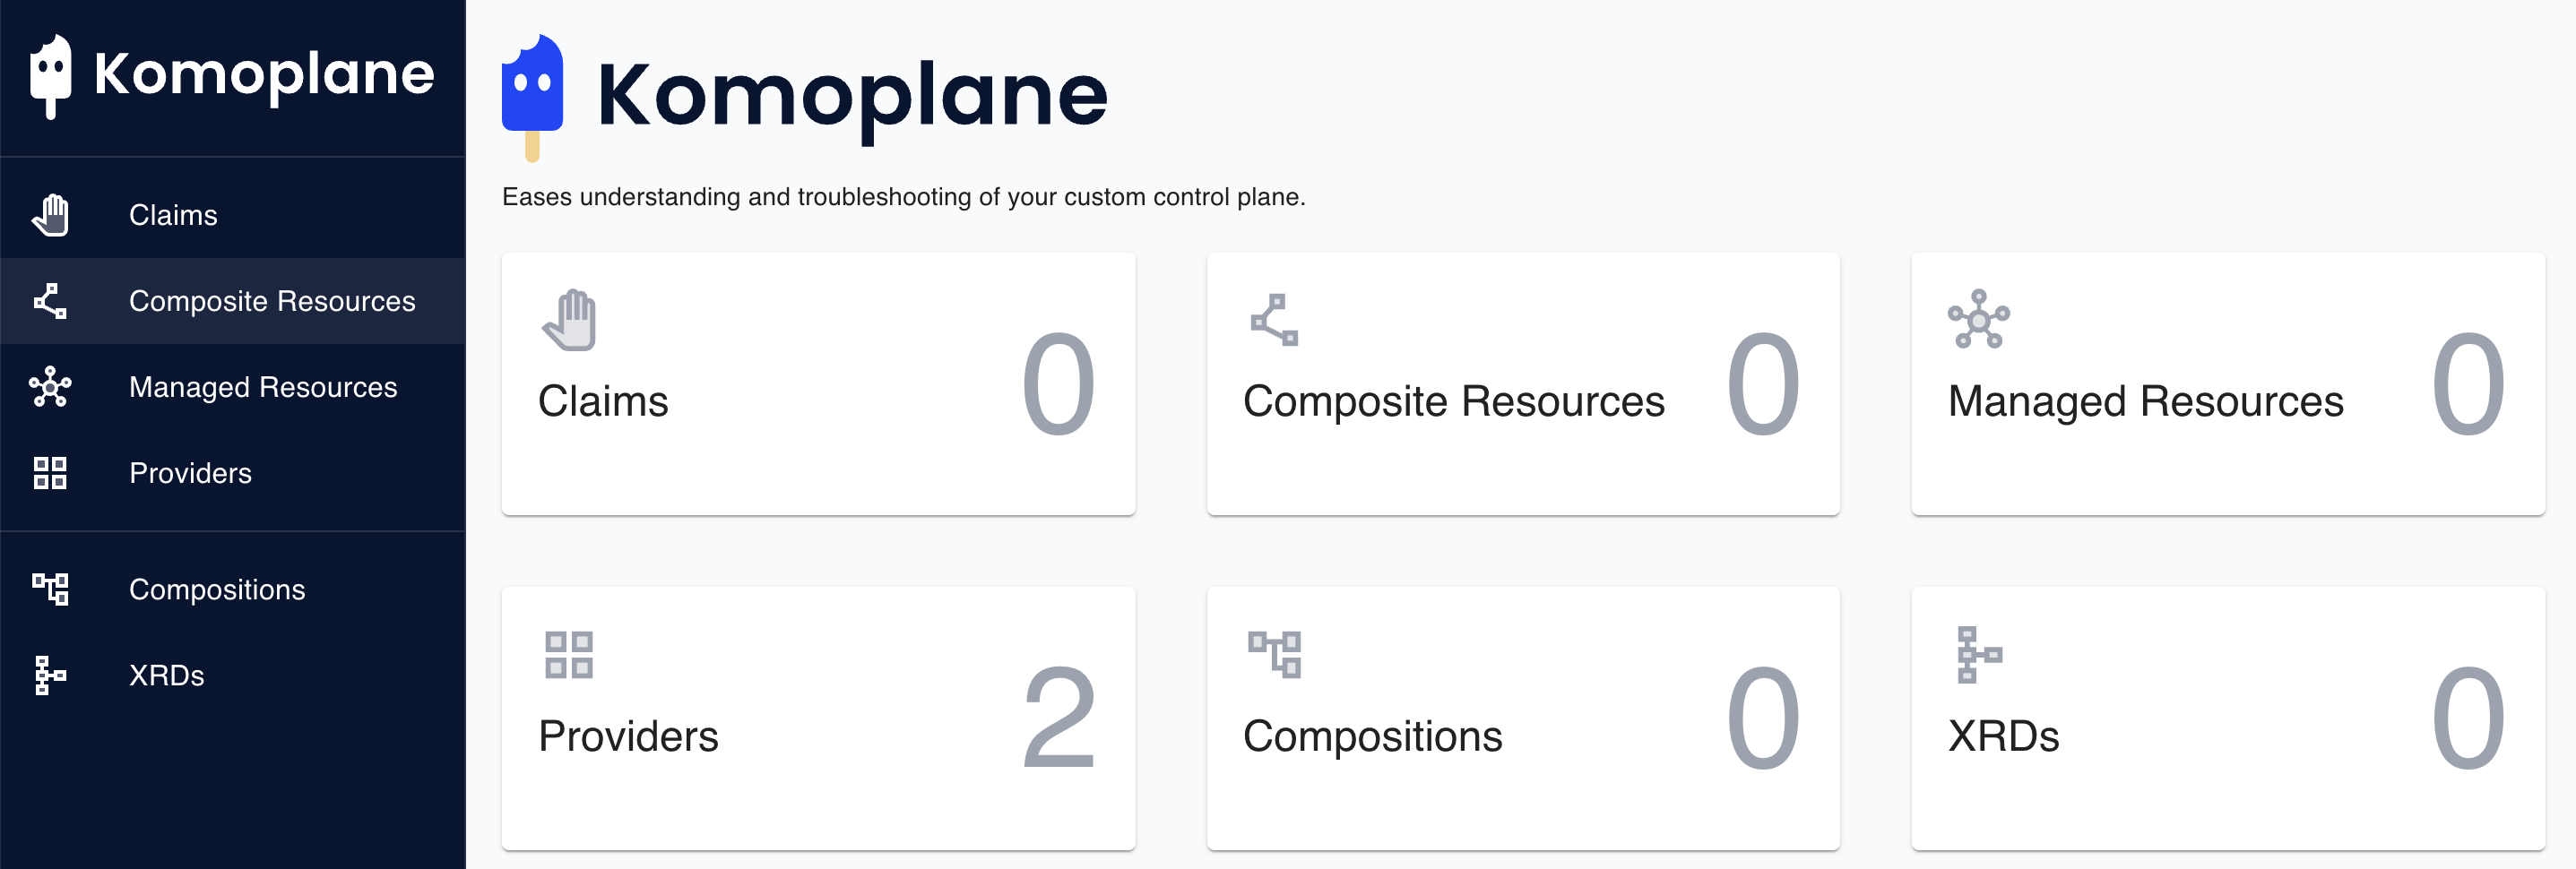 Komoplane
Claims
Composite Resources
Managed Resources
Providers
Compositions
XRDs
Komoplane
Eases understanding and troubleshooting of your custom control plane.
Claims 0
Composite Resources 0
Managed Resources 0
Providers 2
Compositions 0
XRDs 0